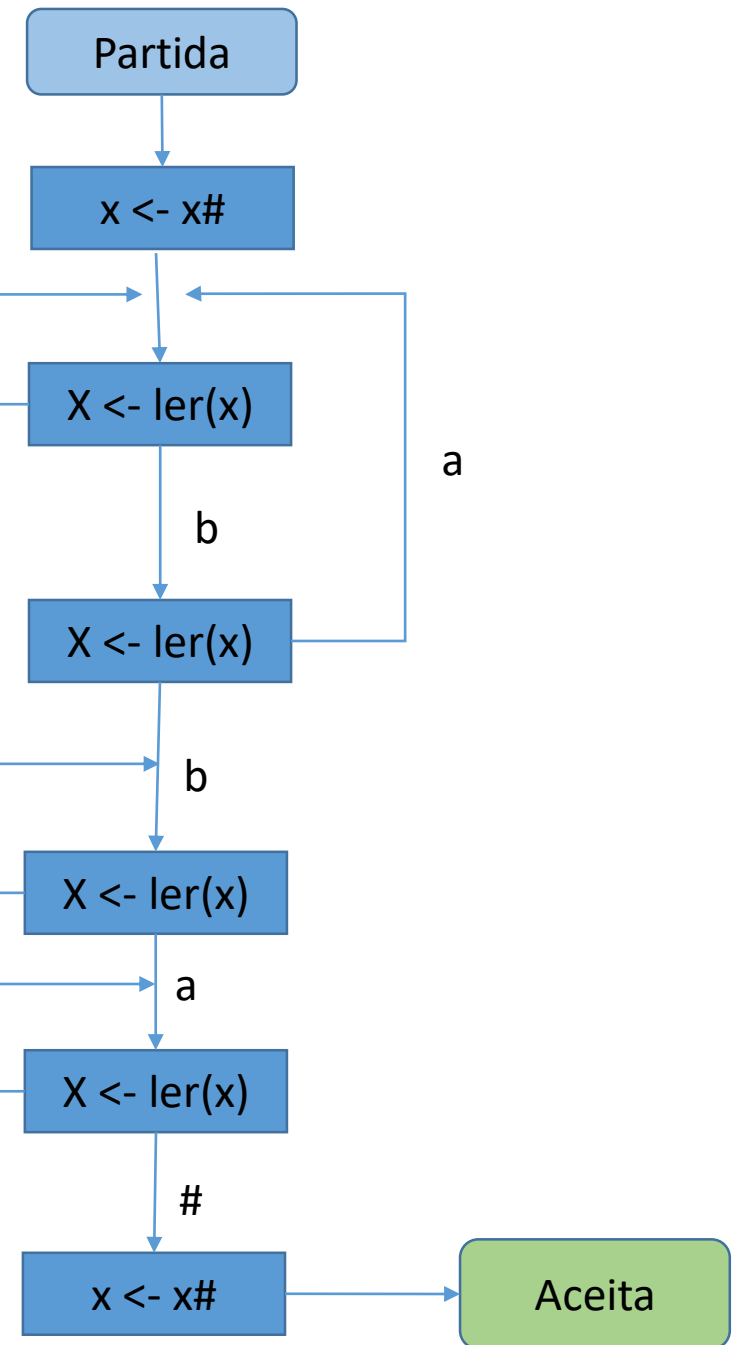 Partida
x <- x#
X <- ler(x)
a
b
X <- ler(x)
b
X <- ler(x)
a
X <- ler(x)
#
x <- x#
Aceita